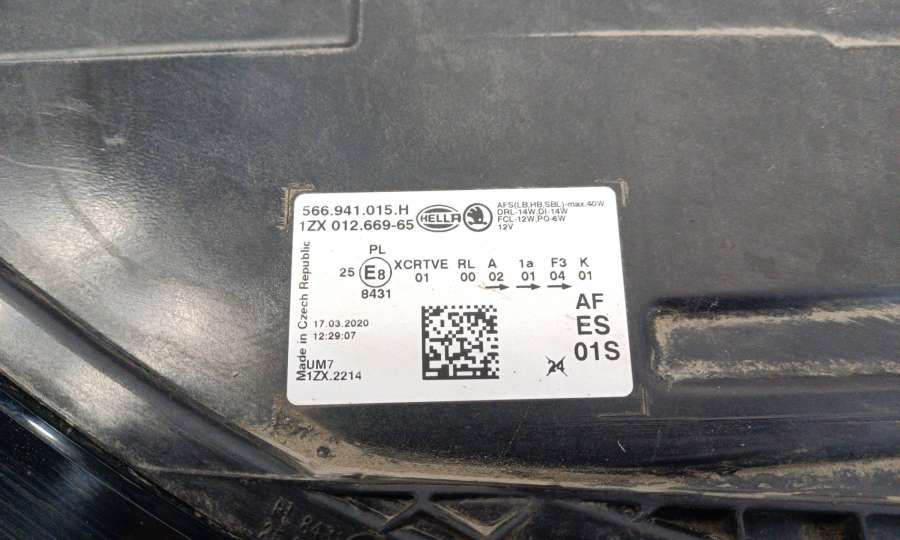 566.941.015.H
1ZX 012.669-65
HELLA
AFS(LB,HB,SBL)-max.40W
DRL-14W,DI-14W
FCL-12W,PO-6W
12V
PL
25 E8 XCRTVE RL A 1a F3 K
8431 01 00 02 01 04 01
Made in Czech Republic
17.03.2020
12:29:07
UM7
1ZX.2214
AF
ES
01S
24